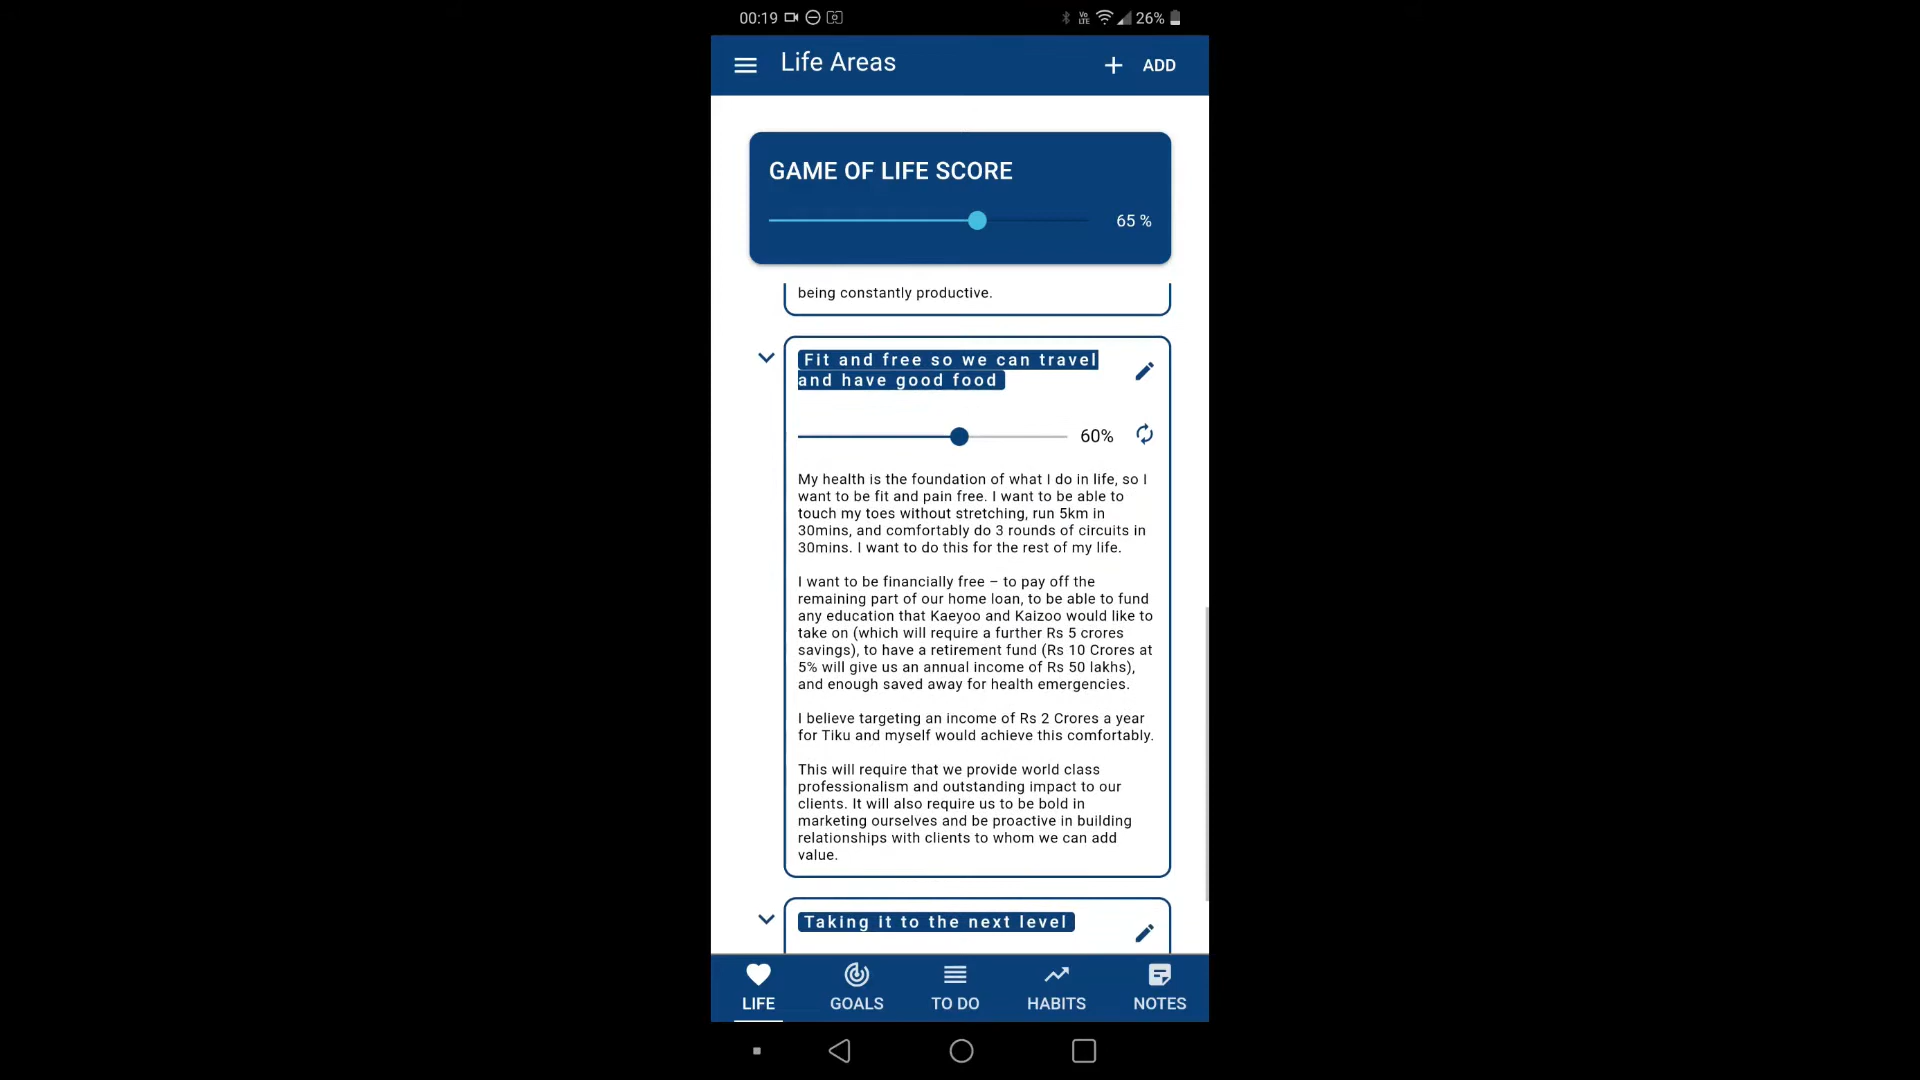 00:19 26%
Life Areas + ADD
GAME OF LIFE SCORE
65 %
being constantly productive.
Fit and free so we can travel
and have good food
60%
My health is the foundation of what I do in life, so I
want to be fit and pain free. I want to be able to
touch my toes without stretching, run 5km in
30mins, and comfortably do 3 rounds of circuits in
30mins. I want to do this for the rest of my life.
I want to be financially free – to pay off the
remaining part of our home loan, to be able to fund
any education that Kaeyoo and Kaizoo would like to
take on (which will require a further Rs 5 crores
savings), to have a retirement fund (Rs 10 Crores at
5% will give us an annual income of Rs 50 lakhs),
and enough saved away for health emergencies.
I believe targeting an income of Rs 2 Crores a year
for Tiku and myself would achieve this comfortably.
This will require that we provide world class
professionalism and outstanding impact to our
clients. It will also require us to be bold in
marketing ourselves and be proactive in building
relationships with clients to whom we can add
value.
Taking it to the next level
LIFE GOALS TO DO HABITS NOTES